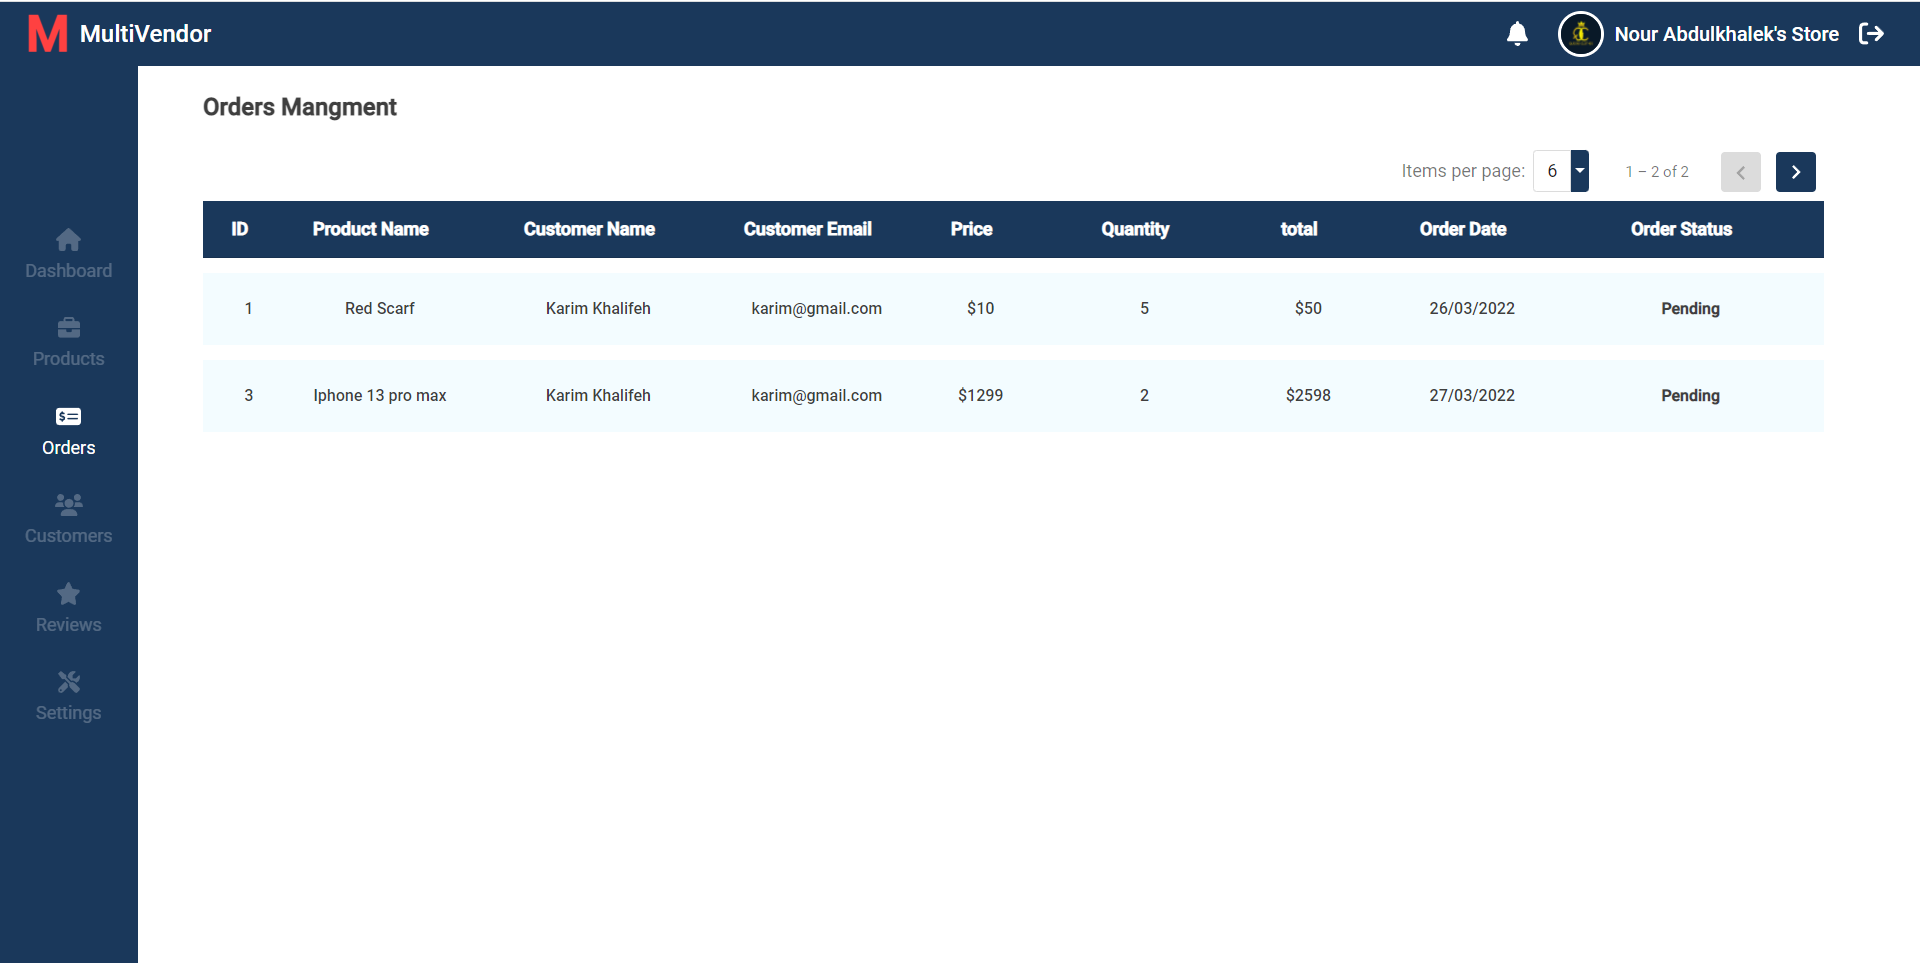 M MultiVendor
Nour Abdulkhalek's Store
Orders Mangment
Items per page: 6 1 – 2 of 2
ID Product Name Customer Name Customer Email Price Quantity total Order Date Order Status
1 Red Scarf Karim Khalifeh karim@gmail.com $10 5 $50 26/03/2022 Pending
3 Iphone 13 pro max Karim Khalifeh karim@gmail.com $1299 2 $2598 27/03/2022 Pending
Dashboard
Products
Orders
Customers
Reviews
Settings